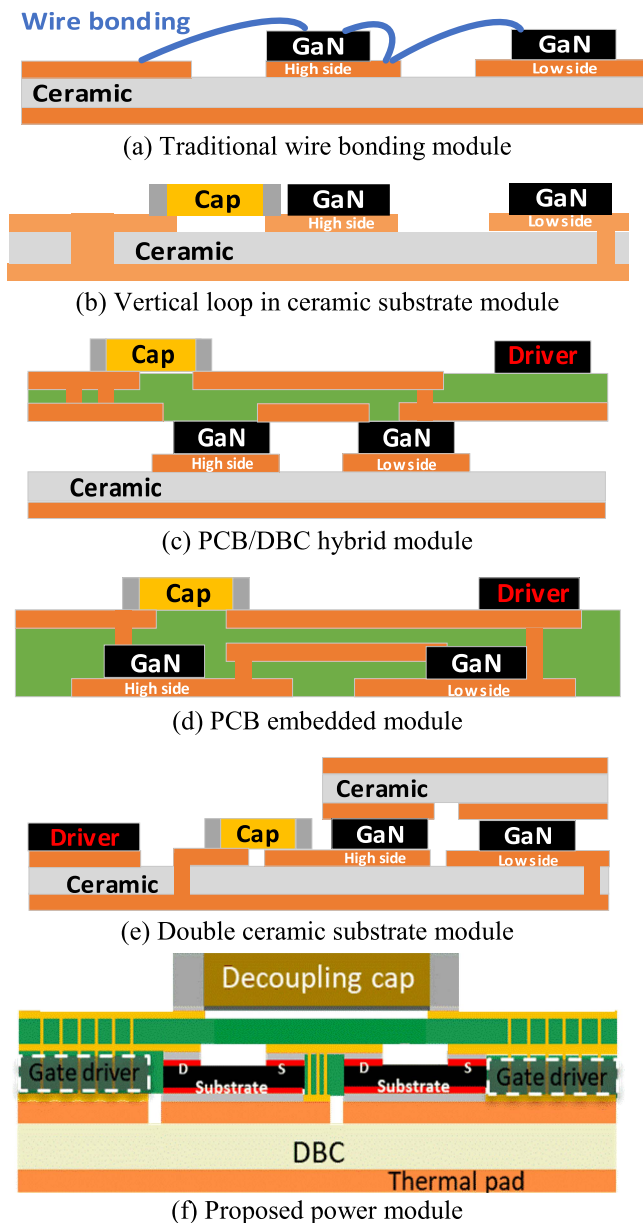 Wire bonding
GaN
GaN
High side
Low side
Ceramic
(a) Traditional wire bonding module
Cap
GaN
GaN
High side
Low side
Ceramic
(b) Vertical loop in ceramic substrate module
Cap
Driver
GaN
GaN
High side
Low side
Ceramic
(c) PCB/DBC hybrid module
Cap
Driver
GaN
GaN
High side
Low side
(d) PCB embedded module
Ceramic
Driver
Cap
GaN
GaN
High side
Low side
Ceramic
(e) Double ceramic substrate module
Decoupling cap
Gate driver
D
S
D
S
Gate driver
Substrate
Substrate
DBC
Thermal pad
(f) Proposed power module